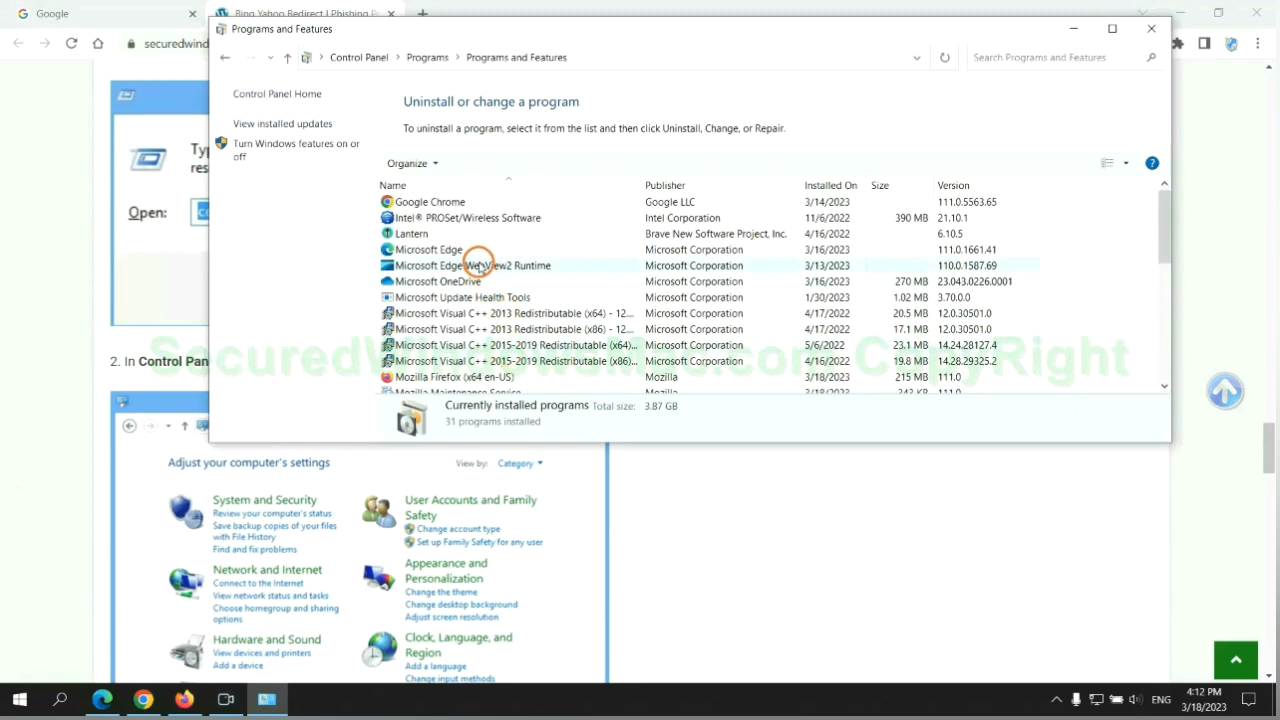 Google
Bing Yahoo Redirect | Phishing
securedwin
Programs and Features
Control Panel
Programs
Programs and Features
Search Programs and Features
Control Panel Home
View installed updates
Turn Windows features on or
off
Uninstall or change a program
To uninstall a program, select it from the list and then click Uninstall, Change, or Repair.
Organize
Name Publisher Installed On Size Version
Google Chrome Google LLC 3/14/2023 111.0.5563.65
Intel® PROSet/Wireless Software Intel Corporation 11/6/2022 390 MB 21.10.1
Lantern Brave New Software Project, Inc. 4/16/2022 6.10.5
Microsoft Edge Microsoft Corporation 3/16/2023 111.0.1661.41
Microsoft Edge WebView2 Runtime Microsoft Corporation 3/13/2023 110.0.1587.69
Microsoft OneDrive Microsoft Corporation 3/16/2023 270 MB 23.043.0226.0001
Microsoft Update Health Tools Microsoft Corporation 1/30/2023 1.02 MB 3.70.0.0
Microsoft Visual C++ 2013 Redistributable (x64) - 12.... Microsoft Corporation 4/17/2022 20.5 MB 12.0.30501.0
Microsoft Visual C++ 2013 Redistributable (x86) - 12.... Microsoft Corporation 4/17/2022 17.1 MB 12.0.30501.0
Microsoft Visual C++ 2015-2019 Redistributable (x64)... Microsoft Corporation 5/6/2022 23.1 MB 14.24.28127.4
Microsoft Visual C++ 2015-2019 Redistributable (x86)... Microsoft Corporation 4/16/2022 19.8 MB 14.28.29325.2
Mozilla Firefox (x64 en-US) Mozilla 3/18/2023 215 MB 111.0
Mozilla Maintenance Service Mozilla 3/18/2023 343 KB 111.0
Currently installed programs Total size: 3.87 GB
31 programs installed
Typ
res
Open:
2. In Control Pan
Adjust your computer's settings
View by: Category
System and Security
Review your computer's status
Save backup copies of your files
with File History
Find and fix problems
Network and Internet
Connect to the Internet
View network status and tasks
Choose homegroup and sharing
options
Hardware and Sound
View devices and printers
Add a device
User Accounts and Family
Safety
Change account type
Set up Family Safety for any user
Appearance and
Personalization
Change the theme
Change desktop background
Adjust screen resolution
Clock, Language, and
Region
Add a language
Change input methods
ENG
4:12 PM
3/18/2023